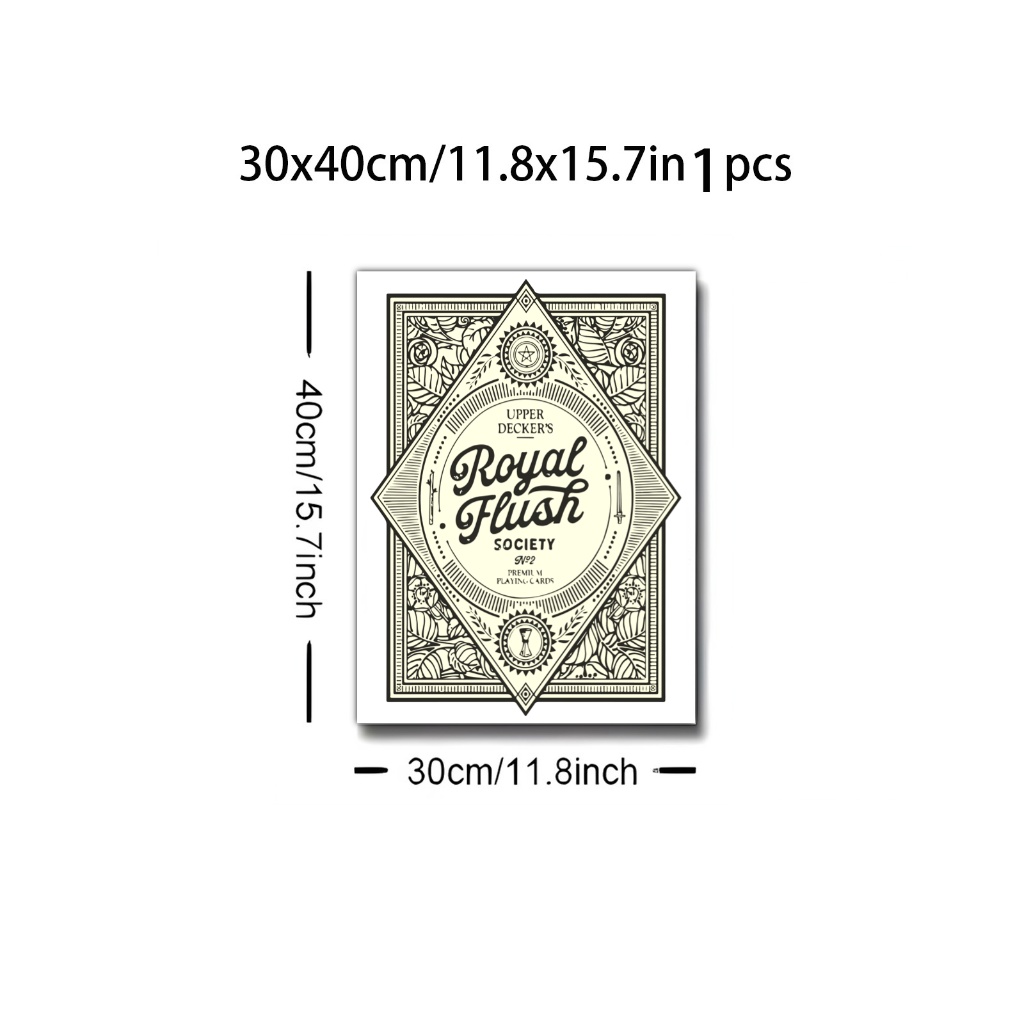 30x40cm/11.8x15.7in 1 pcs
40cm/15.7inch
UPPER
DECKER'S
Royal
Flush
SOCIETY
Nº2
PREMIUM
PLAYING CARDS
30cm/11.8inch